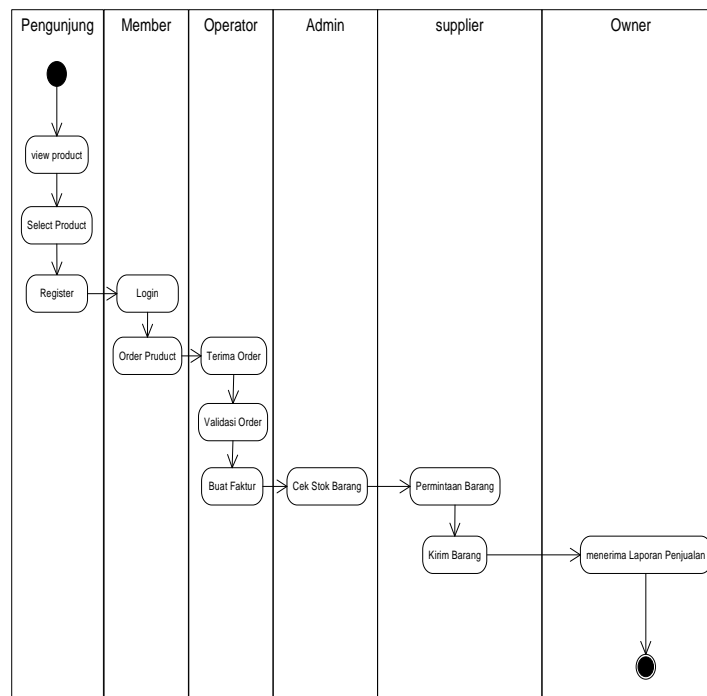 Pengunjung
Member
Operator
Admin
supplier
Owner
view product
Select Product
Register
Login
Order Pruduct
Terima Order
Validasi Order
Buat Faktur
Cek Stok Barang
Permintaan Barang
Kirim Barang
menerima Laporan Penjualan